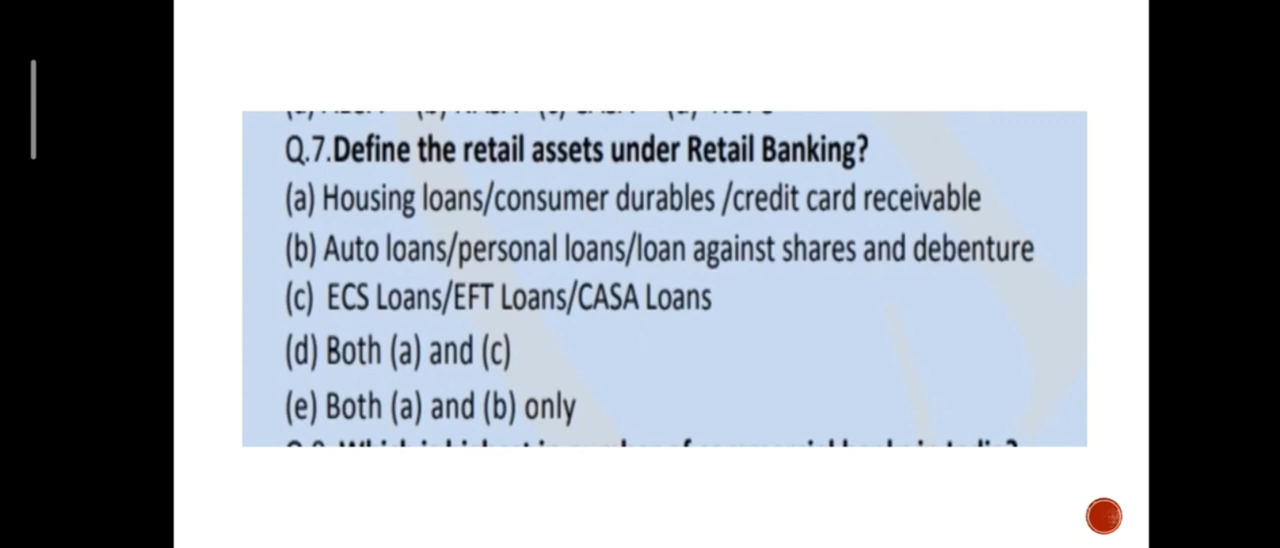 Q.7.Define the retail assets under Retail Banking?
(a) Housing loans/consumer durables /credit card receivable
(b) Auto loans/personal loans/loan against shares and debenture
(c) ECS Loans/EFT Loans/CASA Loans
(d) Both (a) and (c)
(e) Both (a) and (b) only